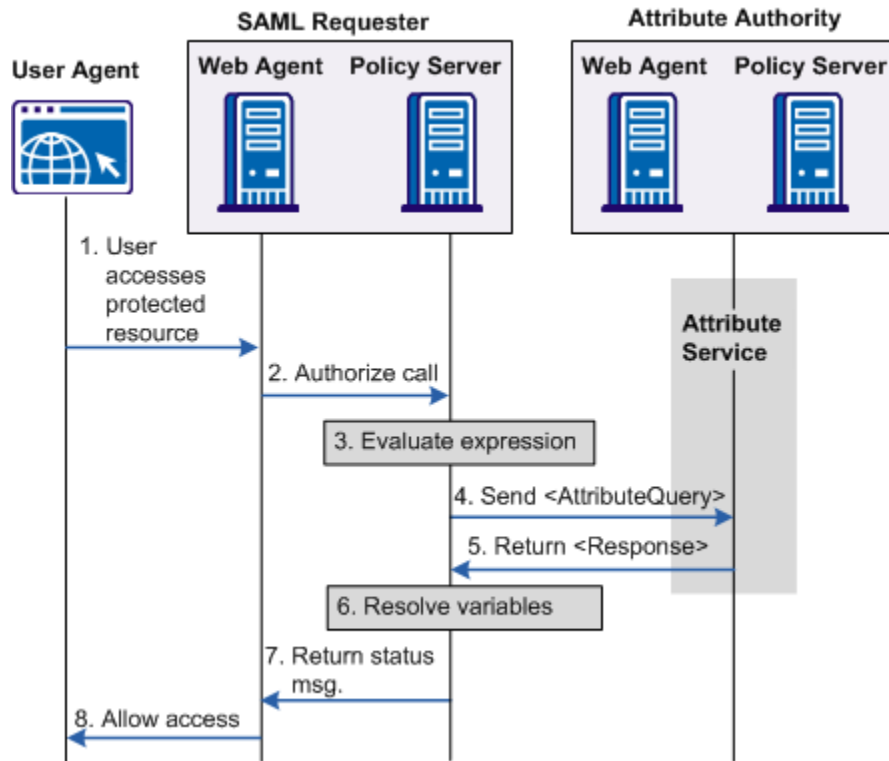 SAML Requester
Attribute Authority
User Agent
Web Agent
Policy Server
Web Agent
Policy Server
1. User
accesses
protected
resource
Attribute
Service
2. Authorize call
3. Evaluate expression
4. Send <AttributeQuery>
5. Return <Response>
6. Resolve variables
7. Return status
msg.
8. Allow access